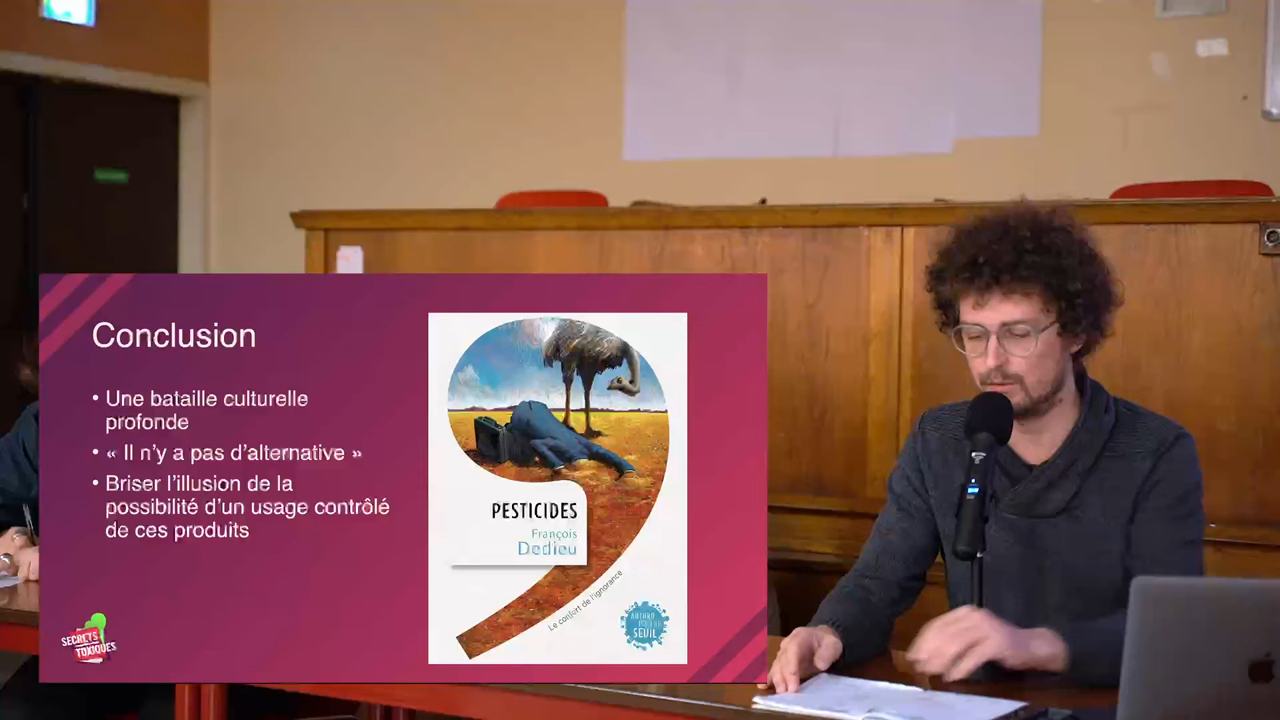 Conclusion
• Une bataille culturelle
profonde
• « Il n’y a pas d’alternative »
• Briser l’illusion de la
possibilité d’un usage contrôlé
de ces produits
PESTICIDES
François
Dedieu
Le confort de l'ignorance
SEUIL
SECRETS
TOXIQUES